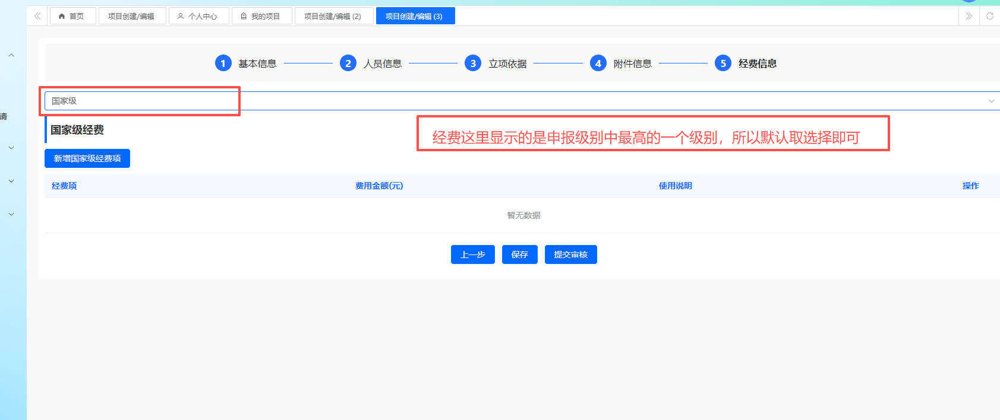 首页
项目创建/编辑
个人中心
我的项目
项目创建/编辑 (2)
项目创建/编辑 (3)
请
1 基本信息
2 人员信息
3 立项依据
4 附件信息
5 经费信息
国家级
国家级经费
经费这里显示的是申报级别中最高的一个级别，所以默认取选择即可
新增国家级经费项
经费项 费用金额(元) 使用说明 操作
暂无数据
上一步 保存 提交审核